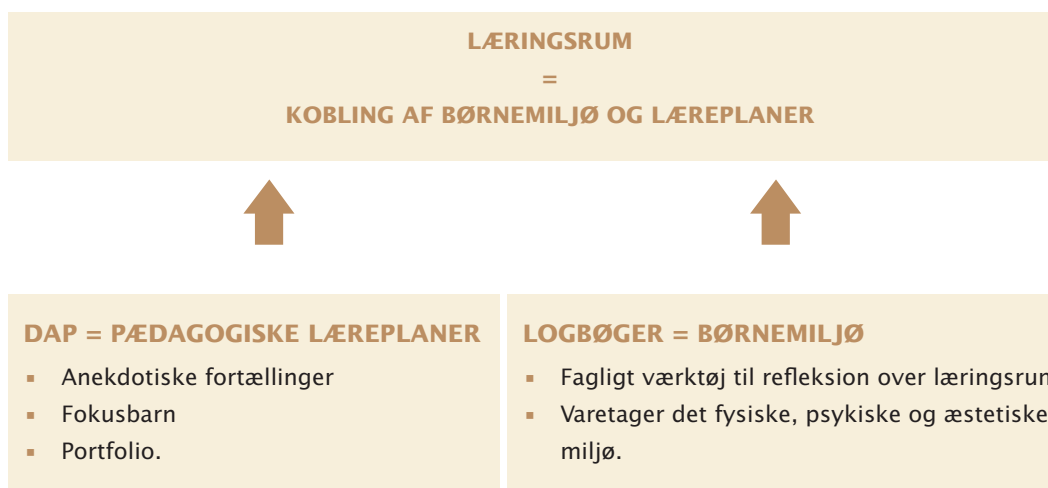 LÆRINGSRUM
=
KOBLING AF BØRNEMILJØ OG LÆREPLANER
DAP = PÆDAGOGISKE LÆREPLANER
▪ Anekdotiske fortællinger
▪ Fokusbarn
▪ Portfolio.
LOGBØGER = BØRNEMILJØ
▪ Fagligt værktøj til refleksion over læringsrum
▪ Varetager det fysiske, psykiske og æstetiske
miljø.